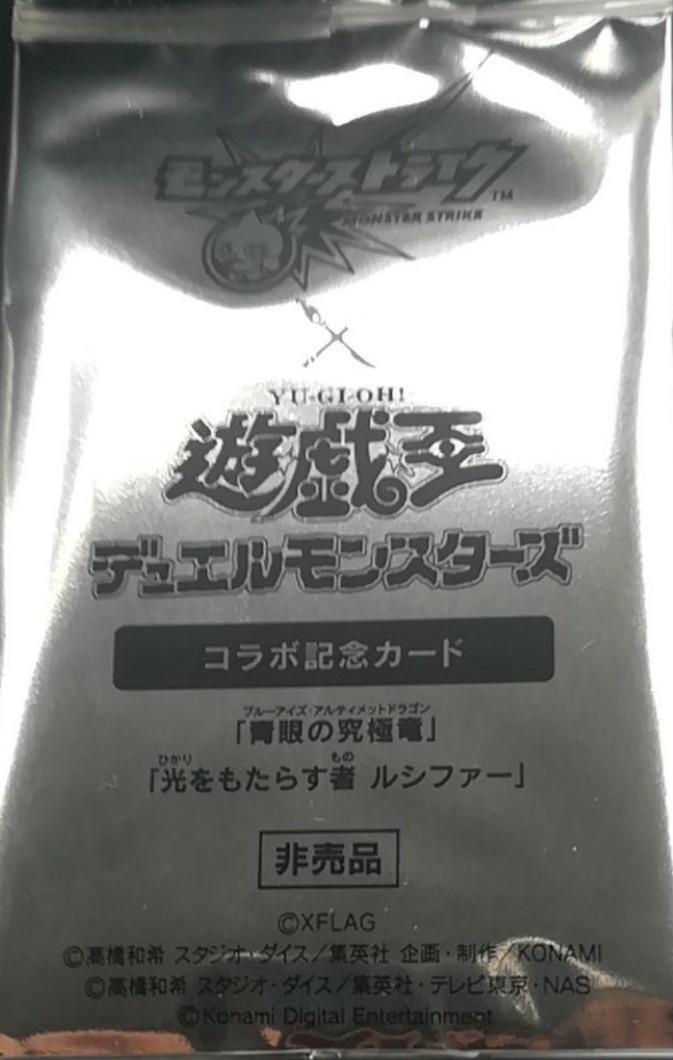 モンスターストライク™
MONSTER STRIKE
×
YU-GI-OH!
遊戯王
デュエルモンスターズ
コラボ記念カード
ブルーアイズ・アルティメットドラゴン
「青眼の究極竜」
ひかり もの
「光をもたらす者 ルシファー」
非売品
©XFLAG
©高橋和希 スタジオ・ダイス／集英社 企画・制作／KONAMI
©高橋和希 スタジオ・ダイス／集英社・テレビ東京・NAS
©Konami Digital Entertainment